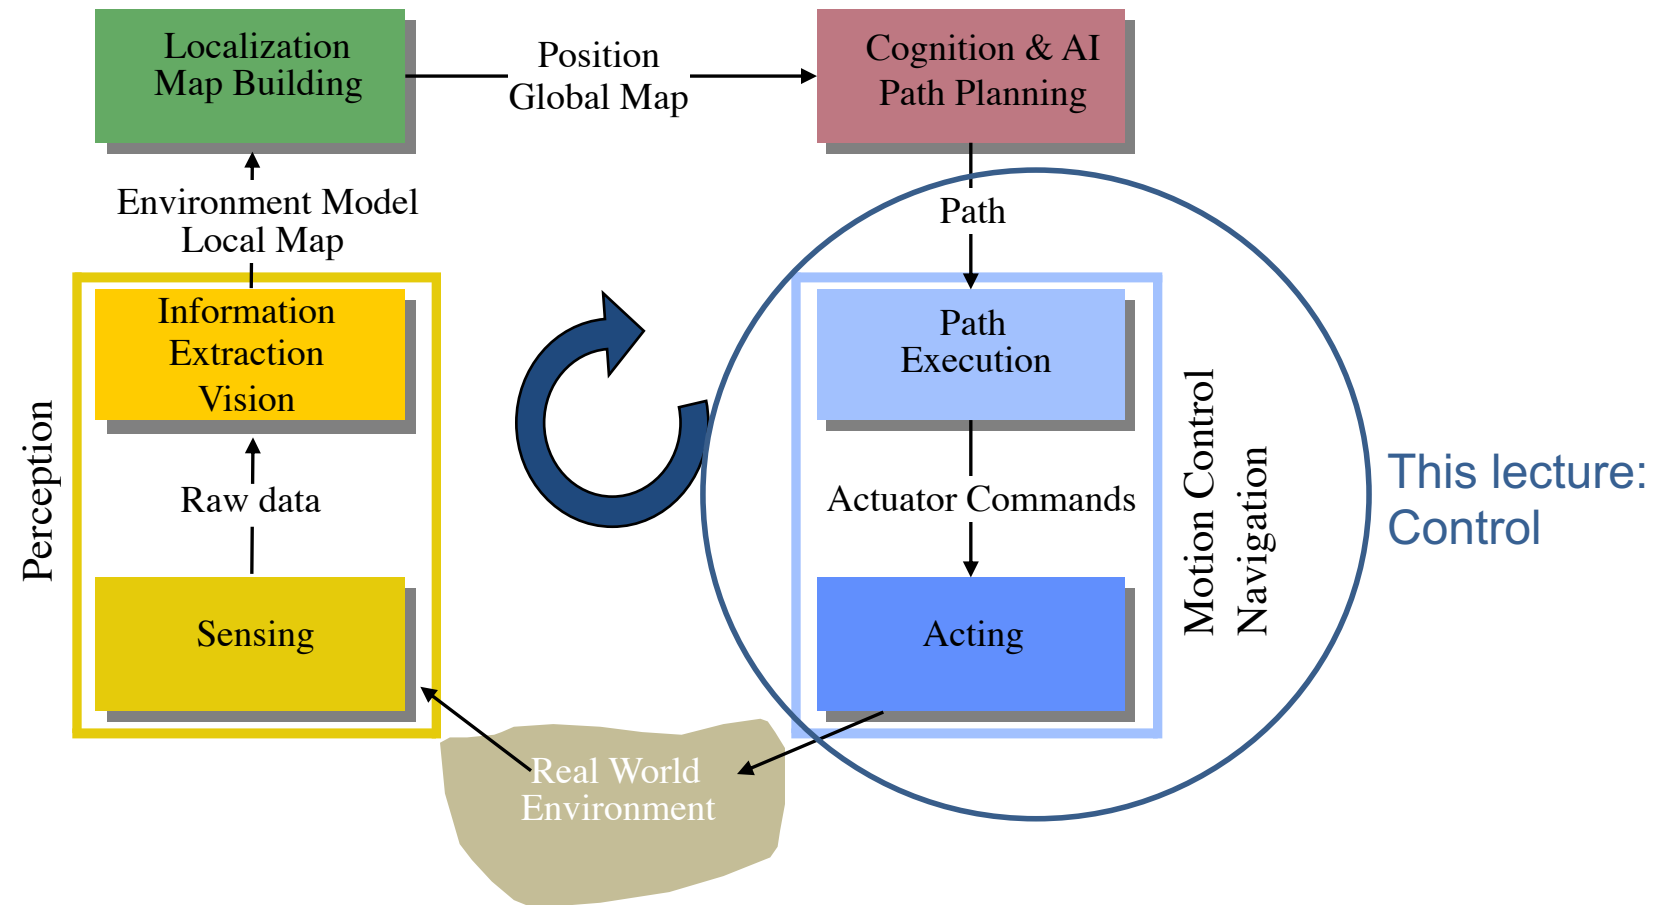 Localization
Map Building
Position
Global Map
Cognition & AI
Path Planning
Environment Model
Local Map
Path
Information
Extraction
Vision
Path
Execution
Perception
Raw data
Actuator Commands
Motion Control
Navigation
This lecture:
Control
Sensing
Acting
Real World
Environment